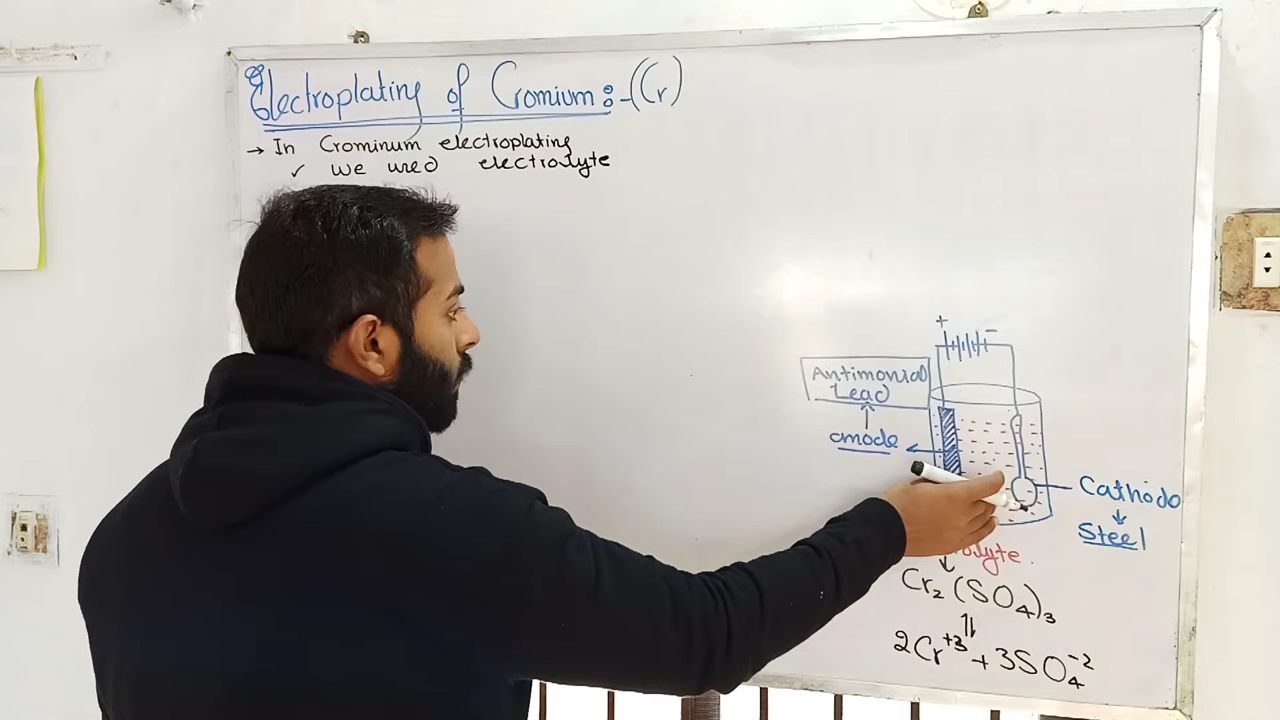 Electroplating of Cromium :-(Cr)
→ In Crominum electroplating
✓ we used electrolyte
+ -
Antimonial
Lead
anode
Cathode
Steel
Cr₂(SO₄)₃
⇅
2Cr⁺³ + 3SO₄⁻²